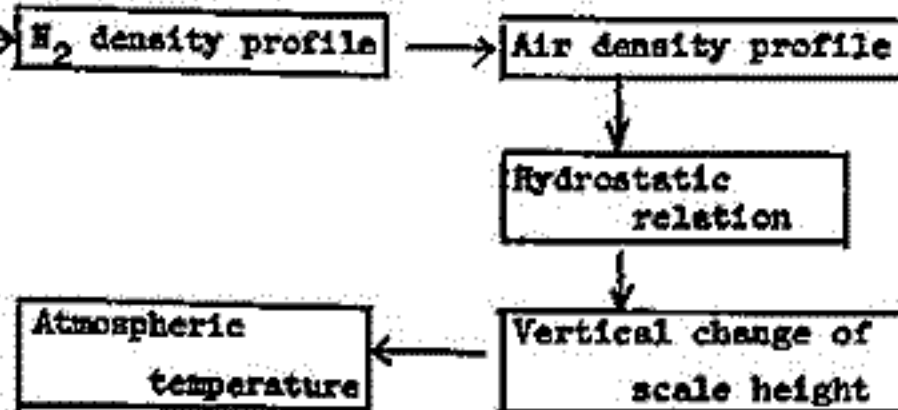 N₂ density profile
Air density profile
Hydrostatic
relation
Atmospheric
temperature
Vertical change of
scale height